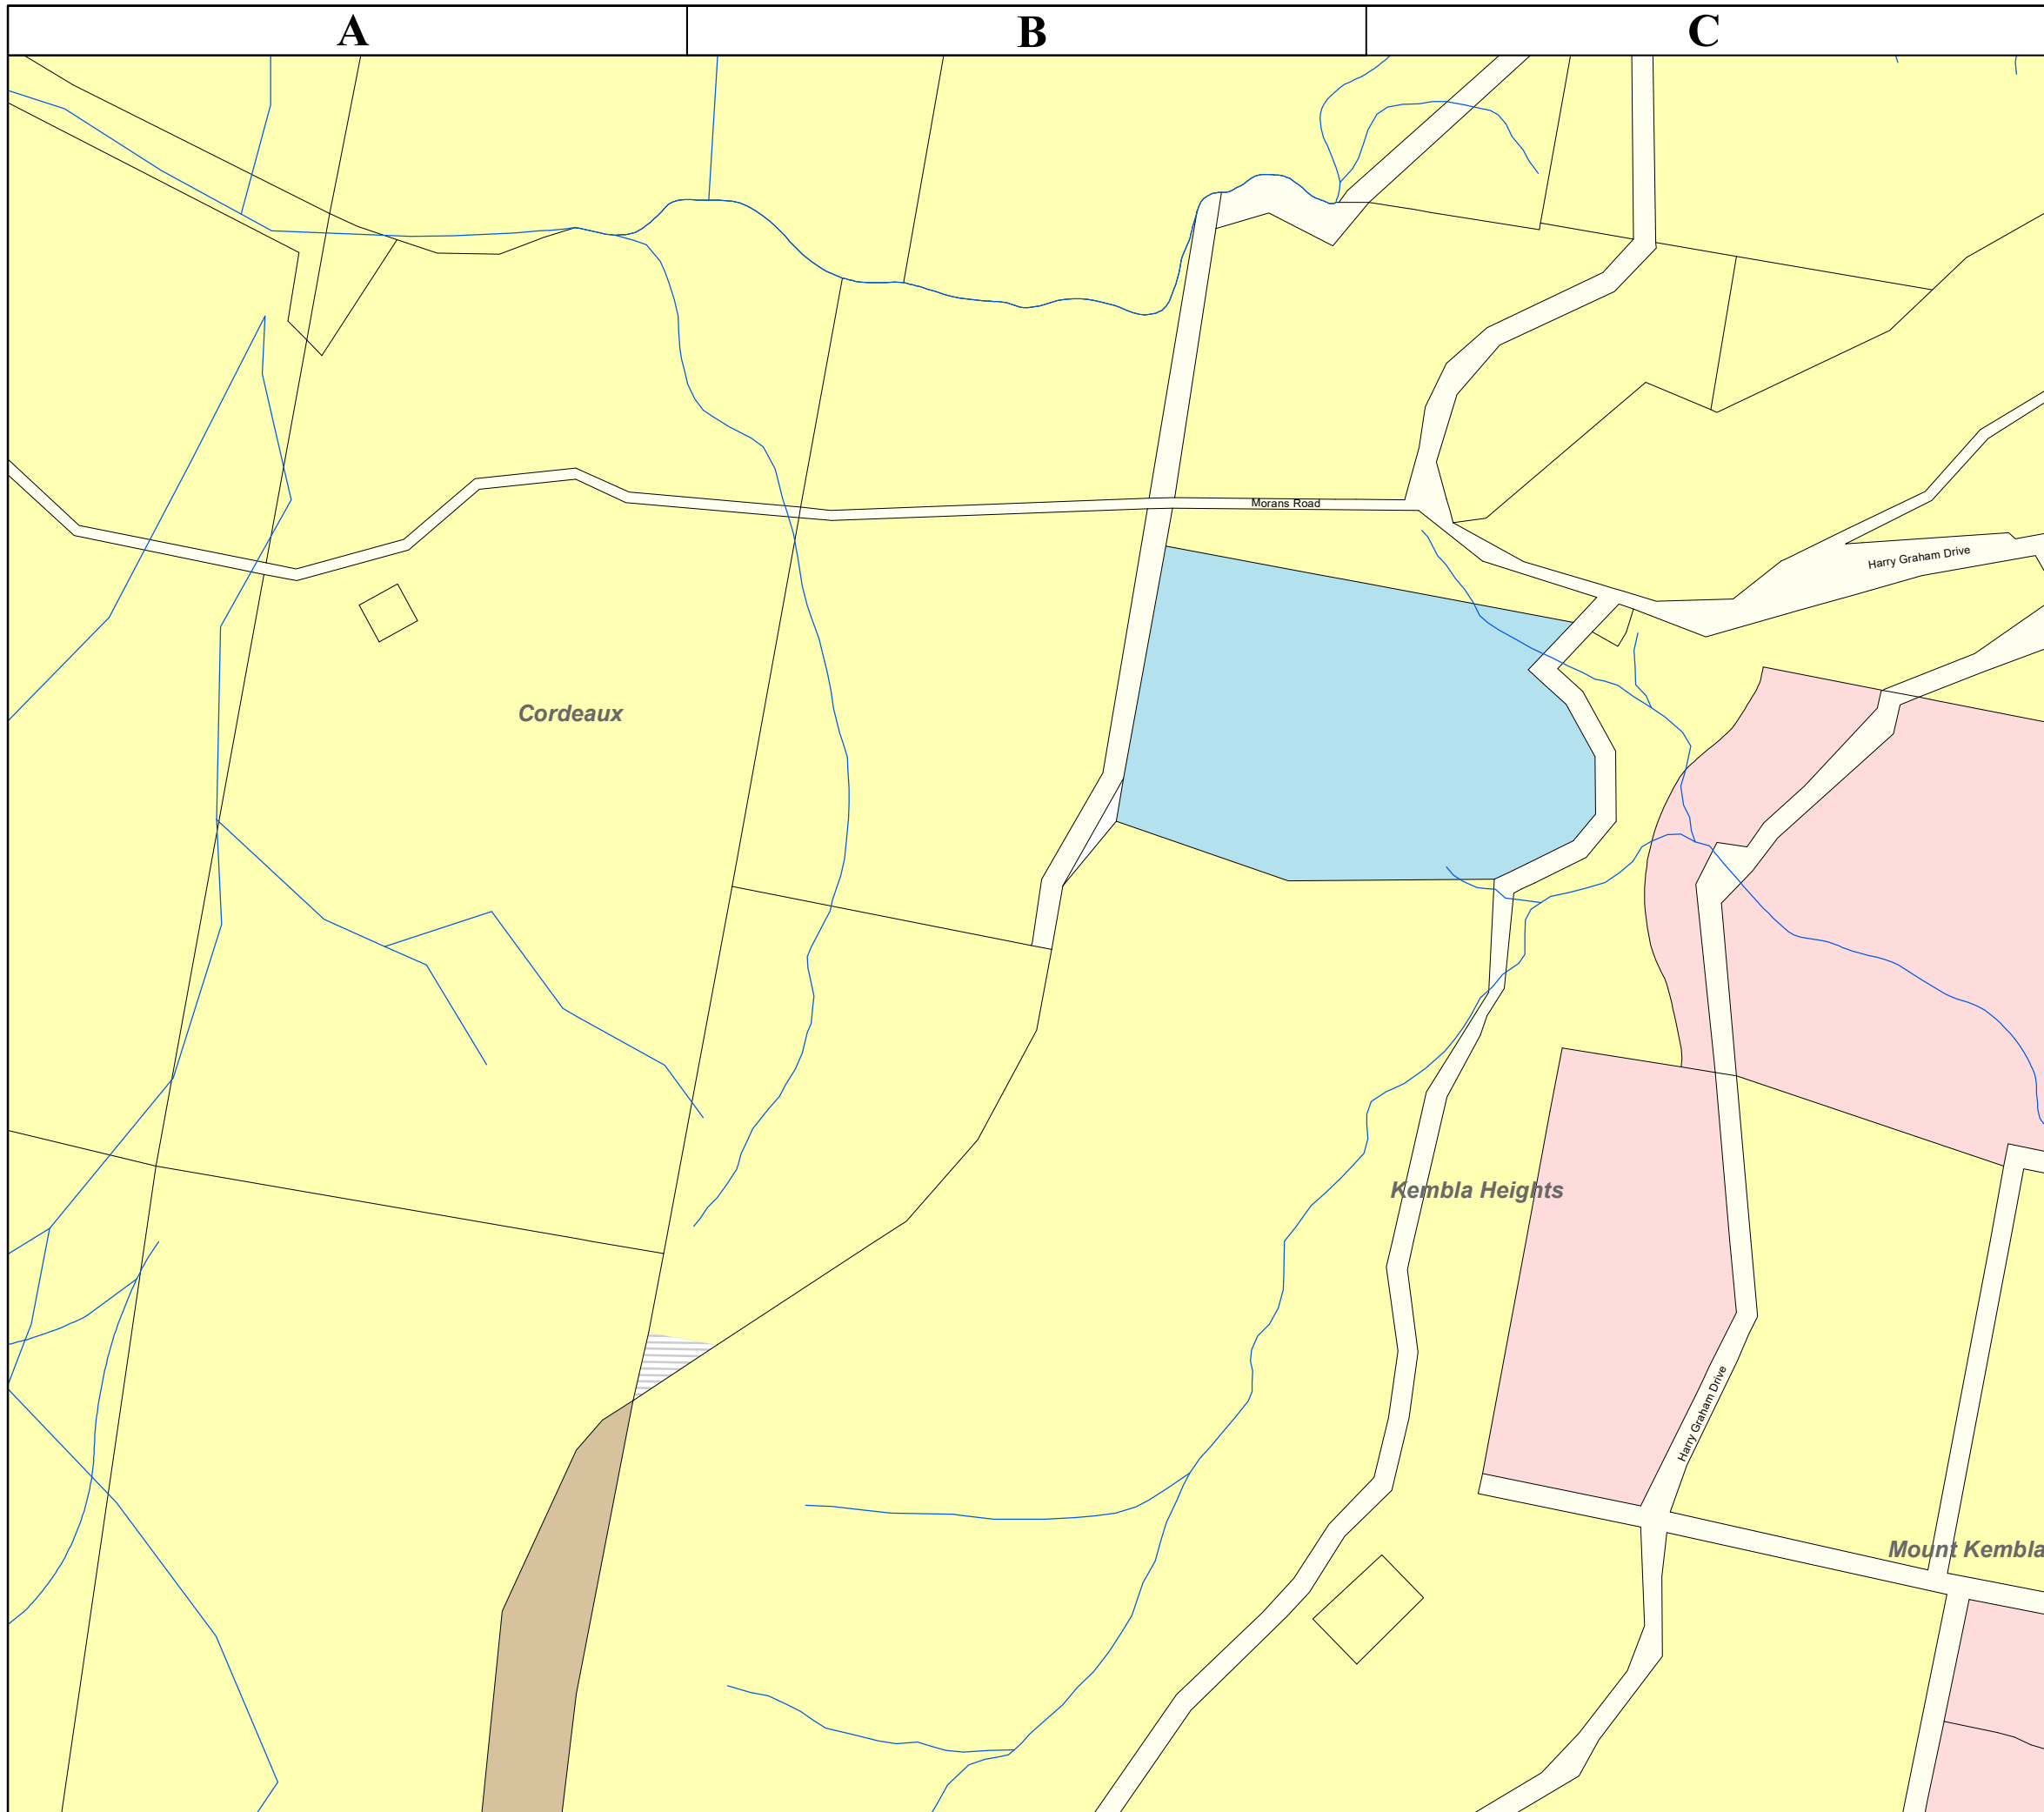 A
B
C
Morans Road
Harry Graham Drive
Cordeaux
Kembla Heights
Harry Graham Drive
Mount Kembla